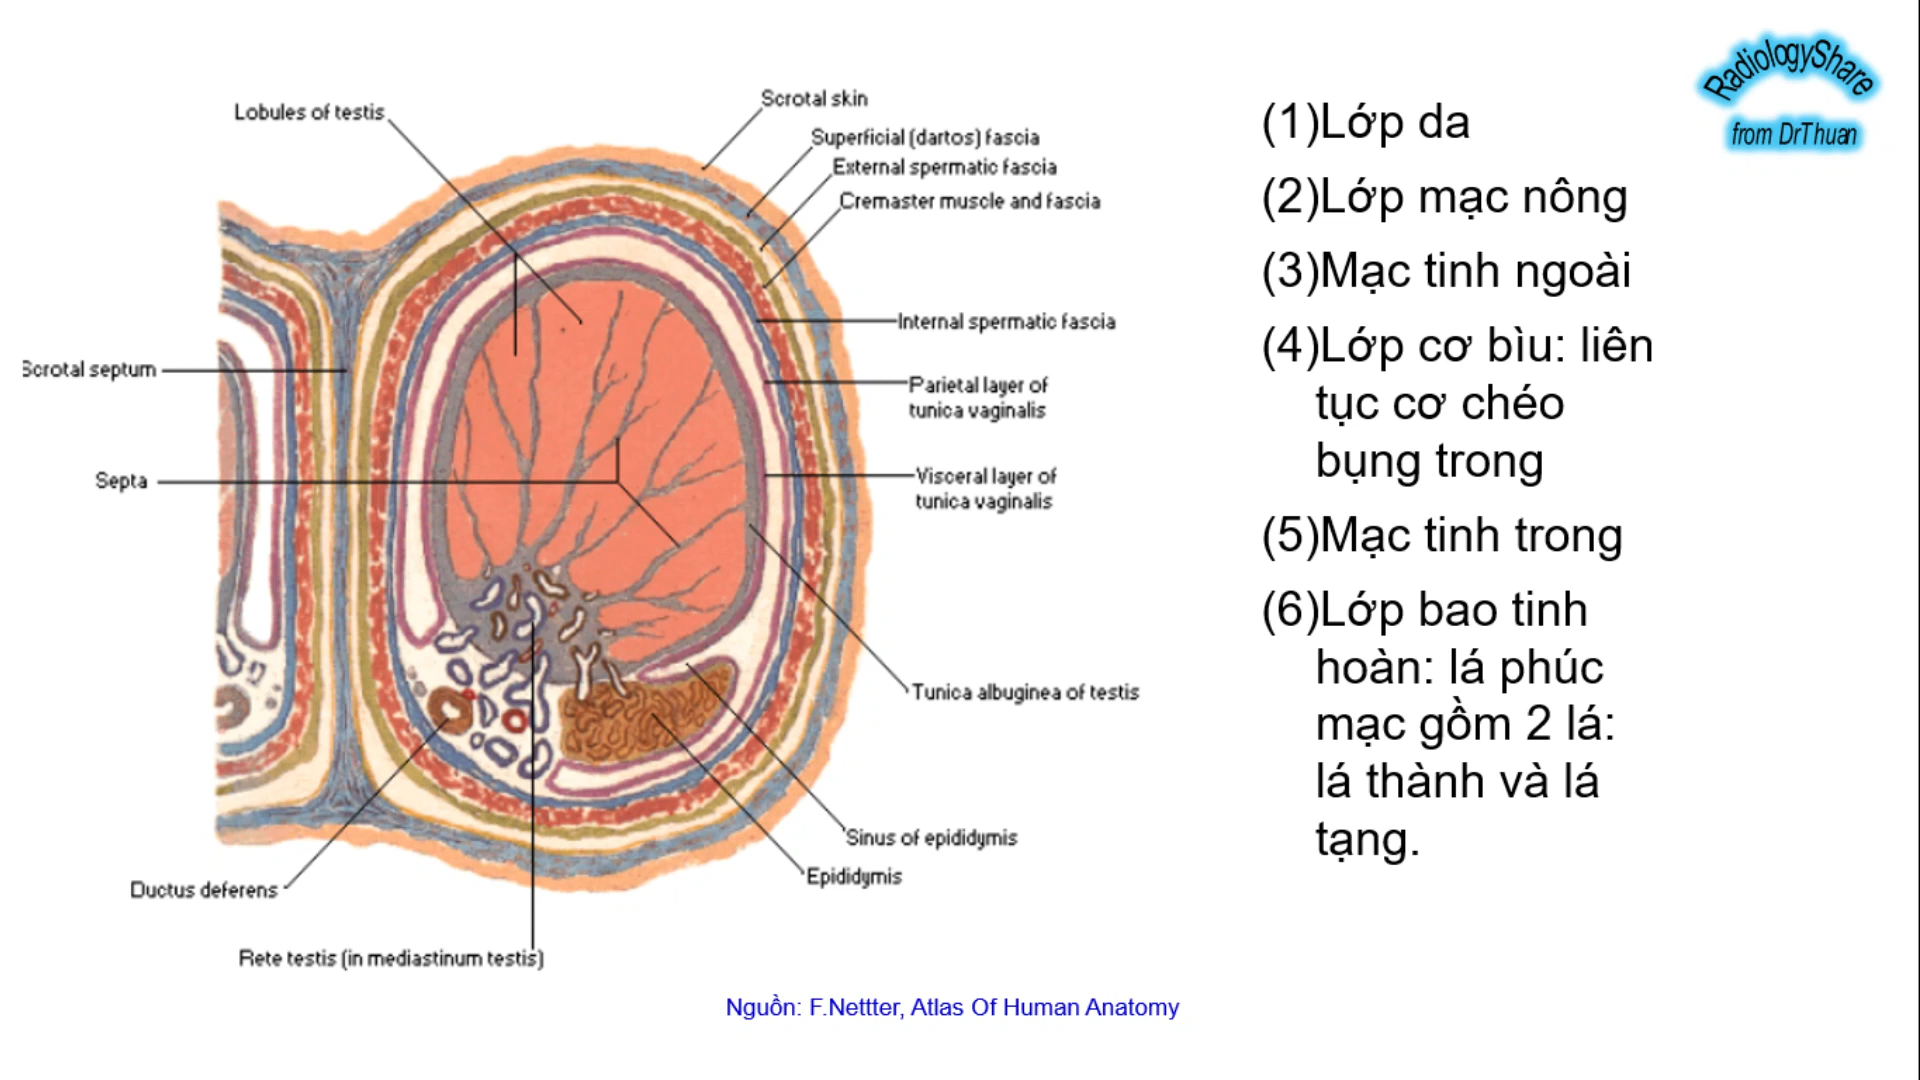 RadiologyShare
from DrThuan
Lobules of testis
Scrotal skin
Superficial (dartos) fascia
External spermatic fascia
Cremaster muscle and fascia
Internal spermatic fascia
Scrotal septum
Parietal layer of
tunica vaginalis
Septa
Visceral layer of
tunica vaginalis
Tunica albuginea of testis
Sinus of epididymis
Epididymis
Ductus deferens
Rete testis (in mediastinum testis)
(1)Lớp da
(2)Lớp mạc nông
(3)Mạc tinh ngoài
(4)Lớp cơ bìu: liên
tục cơ chéo
bụng trong
(5)Mạc tinh trong
(6)Lớp bao tinh
hoàn: lá phúc
mạc gồm 2 lá:
lá thành và lá
tạng.
Nguồn: F.Nettter, Atlas Of Human Anatomy